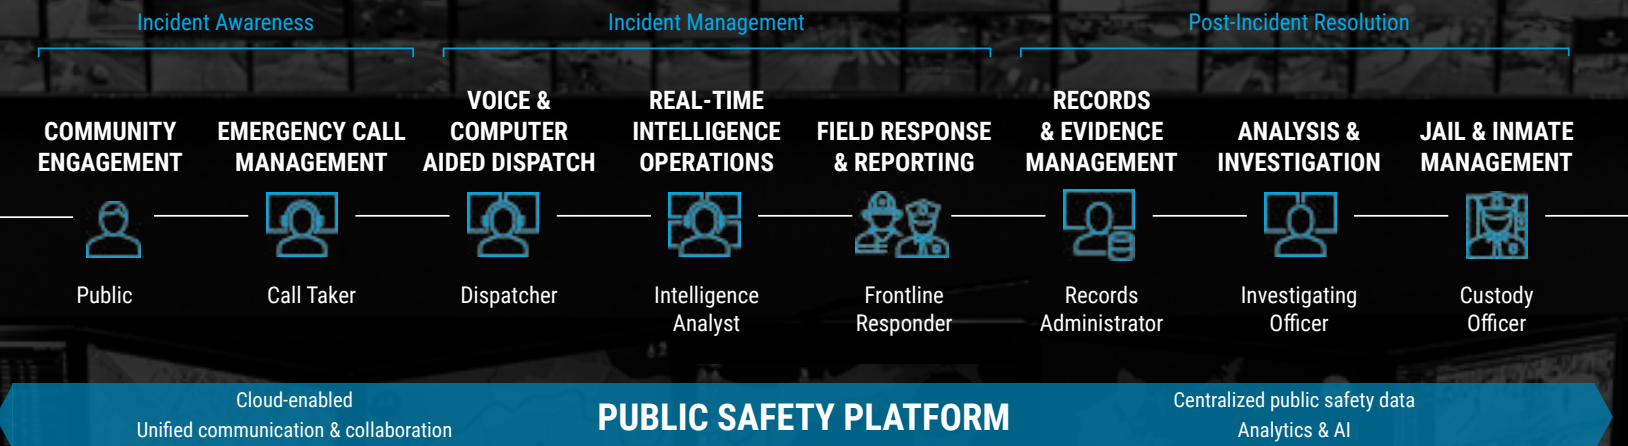 Incident Awareness
Incident Management
Post-Incident Resolution
COMMUNITY
ENGAGEMENT
EMERGENCY CALL
MANAGEMENT
VOICE &
COMPUTER
AIDED DISPATCH
REAL-TIME
INTELLIGENCE
OPERATIONS
FIELD RESPONSE
& REPORTING
RECORDS
& EVIDENCE
MANAGEMENT
ANALYSIS &
INVESTIGATION
JAIL & INMATE
MANAGEMENT
Public
Call Taker
Dispatcher
Intelligence
Analyst
Frontline
Responder
Records
Administrator
Investigating
Officer
Custody
Officer
Cloud-enabled
Unified communication & collaboration
PUBLIC SAFETY PLATFORM
Centralized public safety data
Analytics & AI